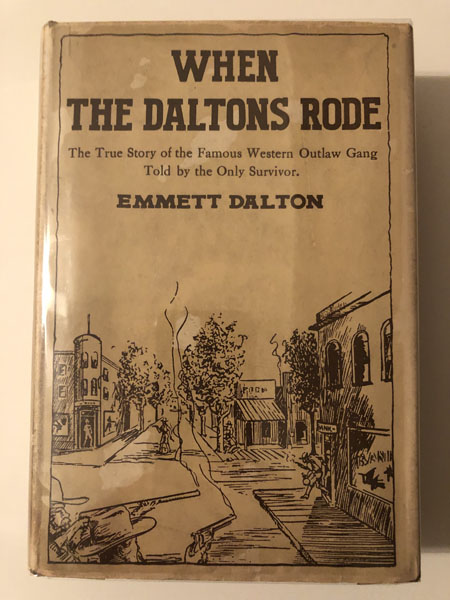 WHEN
THE DALTONS RODE
The True Story of the Famous Western Outlaw Gang
Told by the Only Survivor.
EMMETT DALTON